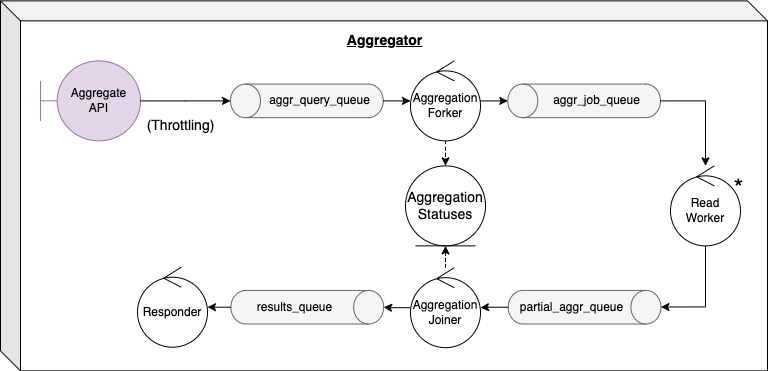 Aggregator
Aggregate
API
(Throttling)
aggr_query_queue
Aggregation
Forker
aggr_job_queue
Aggregation
Statuses
*
Read
Worker
Responder
results_queue
Aggregation
Joiner
partial_aggr_queue